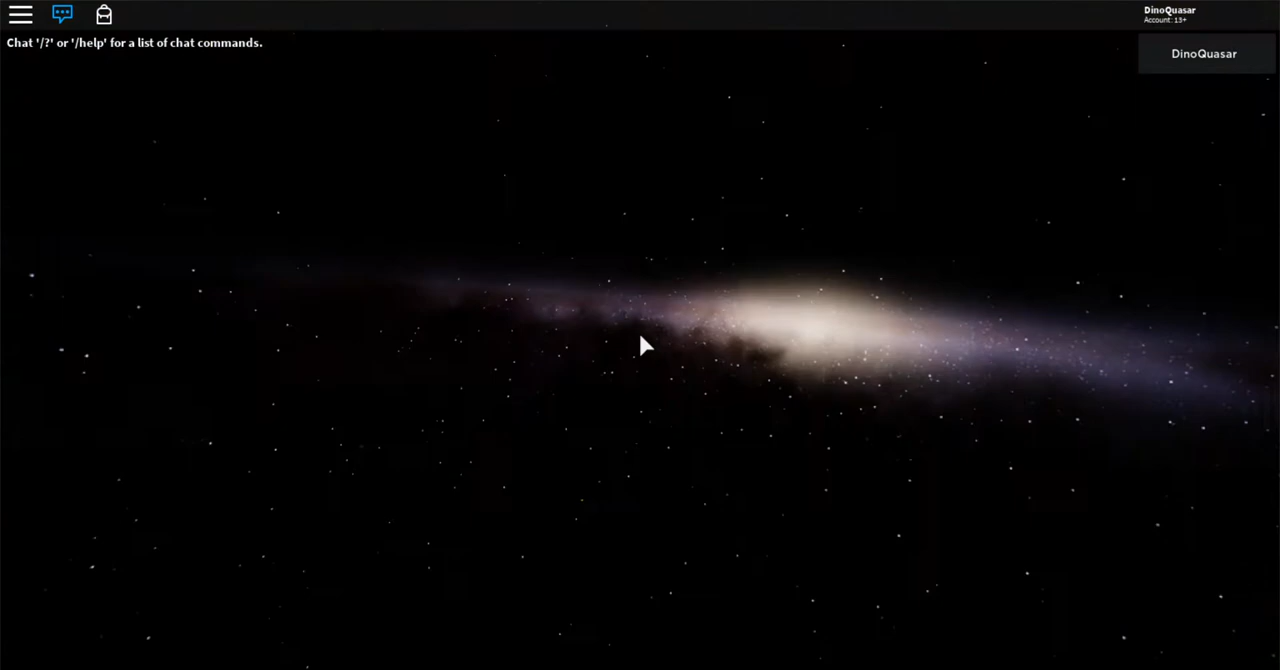 DinoQuasar
Account: 13+
Chat '/?' or '/help' for a list of chat commands.
DinoQuasar